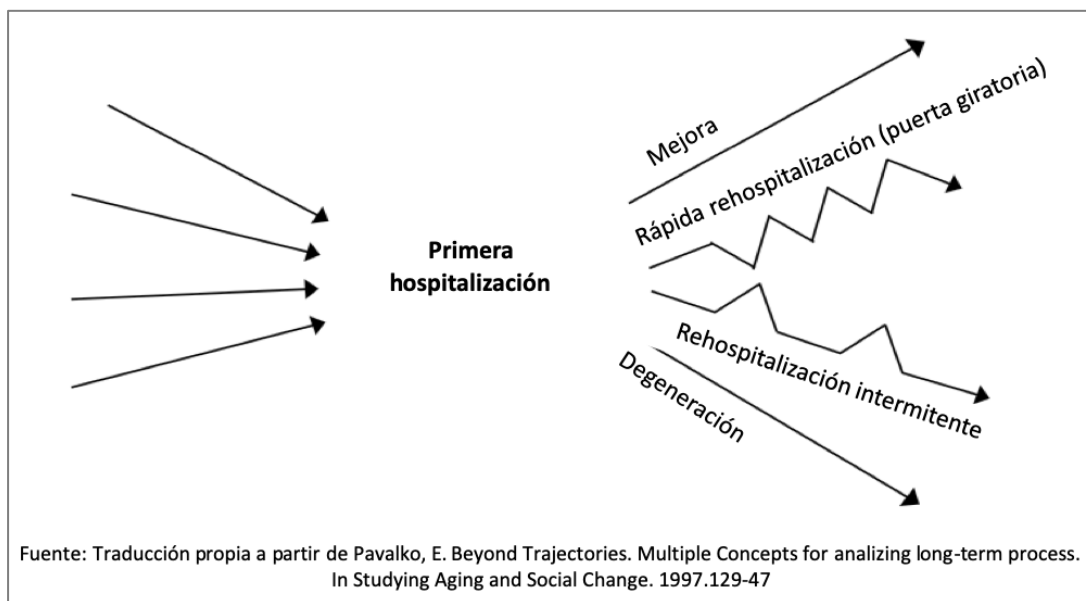 Mejora
Rápida rehospitalización (puerta giratoria)
Primera
hospitalización
Rehospitalización intermitente
Degeneración
Fuente: Traducción propia a partir de Pavalko, E. Beyond Trajectories. Multiple Concepts for analizing long-term process.
In Studying Aging and Social Change. 1997.129-47